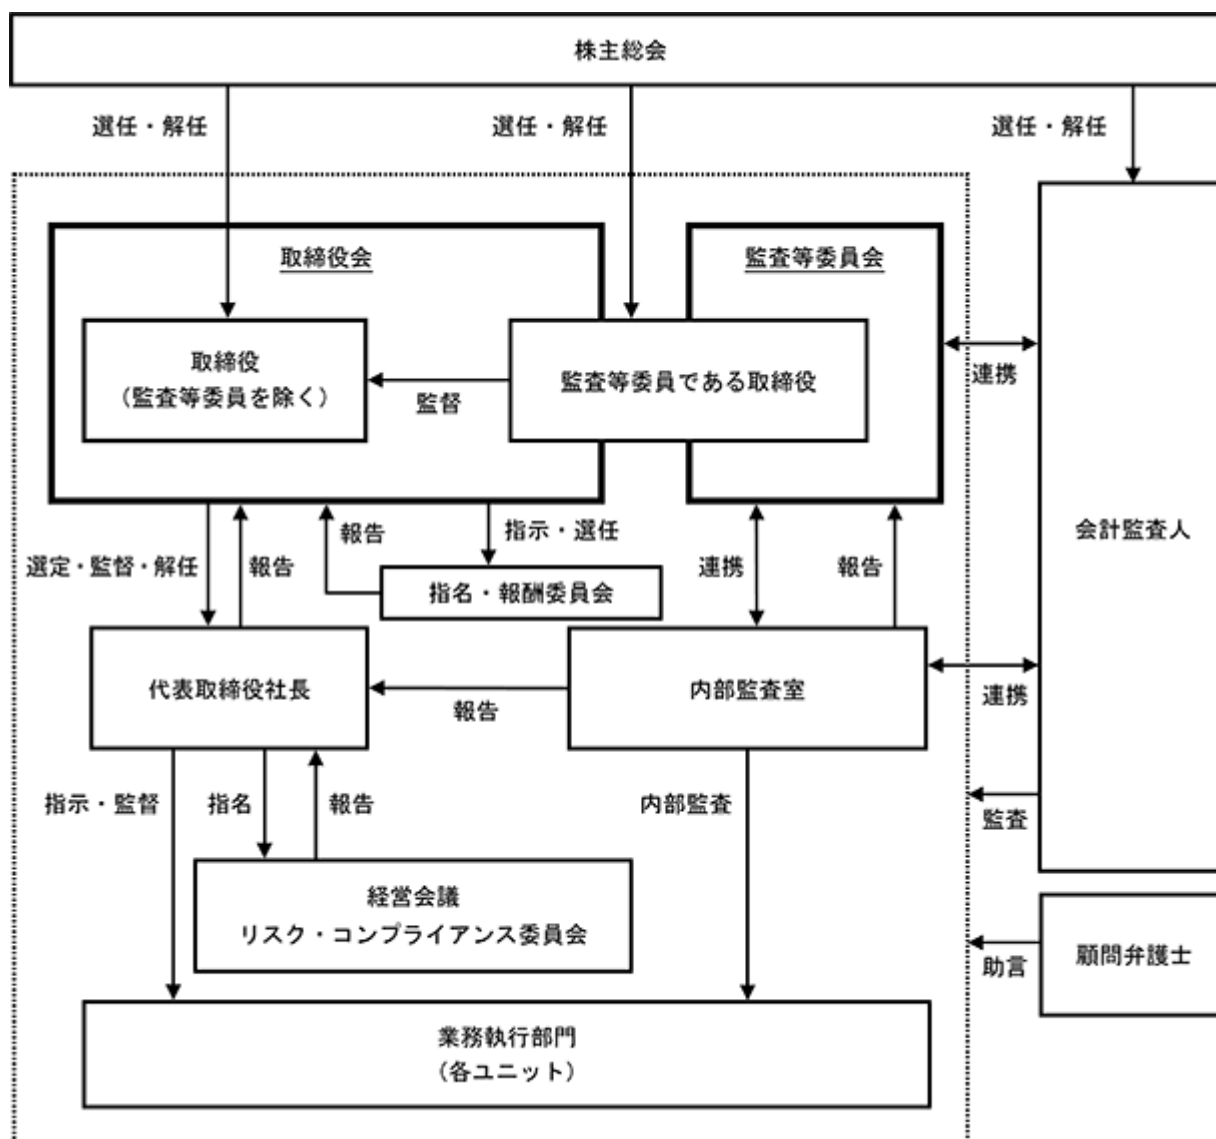 株主総会
選任・解任
選任・解任
選任・解任
取締役会
監査等委員会
取締役
（監査等委員を除く）
監督
監査等委員である取締役
連携
会計監査人
選定・監督・解任
報告
報告
指示・選任
連携
報告
指名・報酬委員会
代表取締役社長
報告
内部監査室
連携
指示・監督
指名
報告
内部監査
監査
経営会議
リスク・コンプライアンス委員会
助言
顧問弁護士
業務執行部門
（各ユニット）